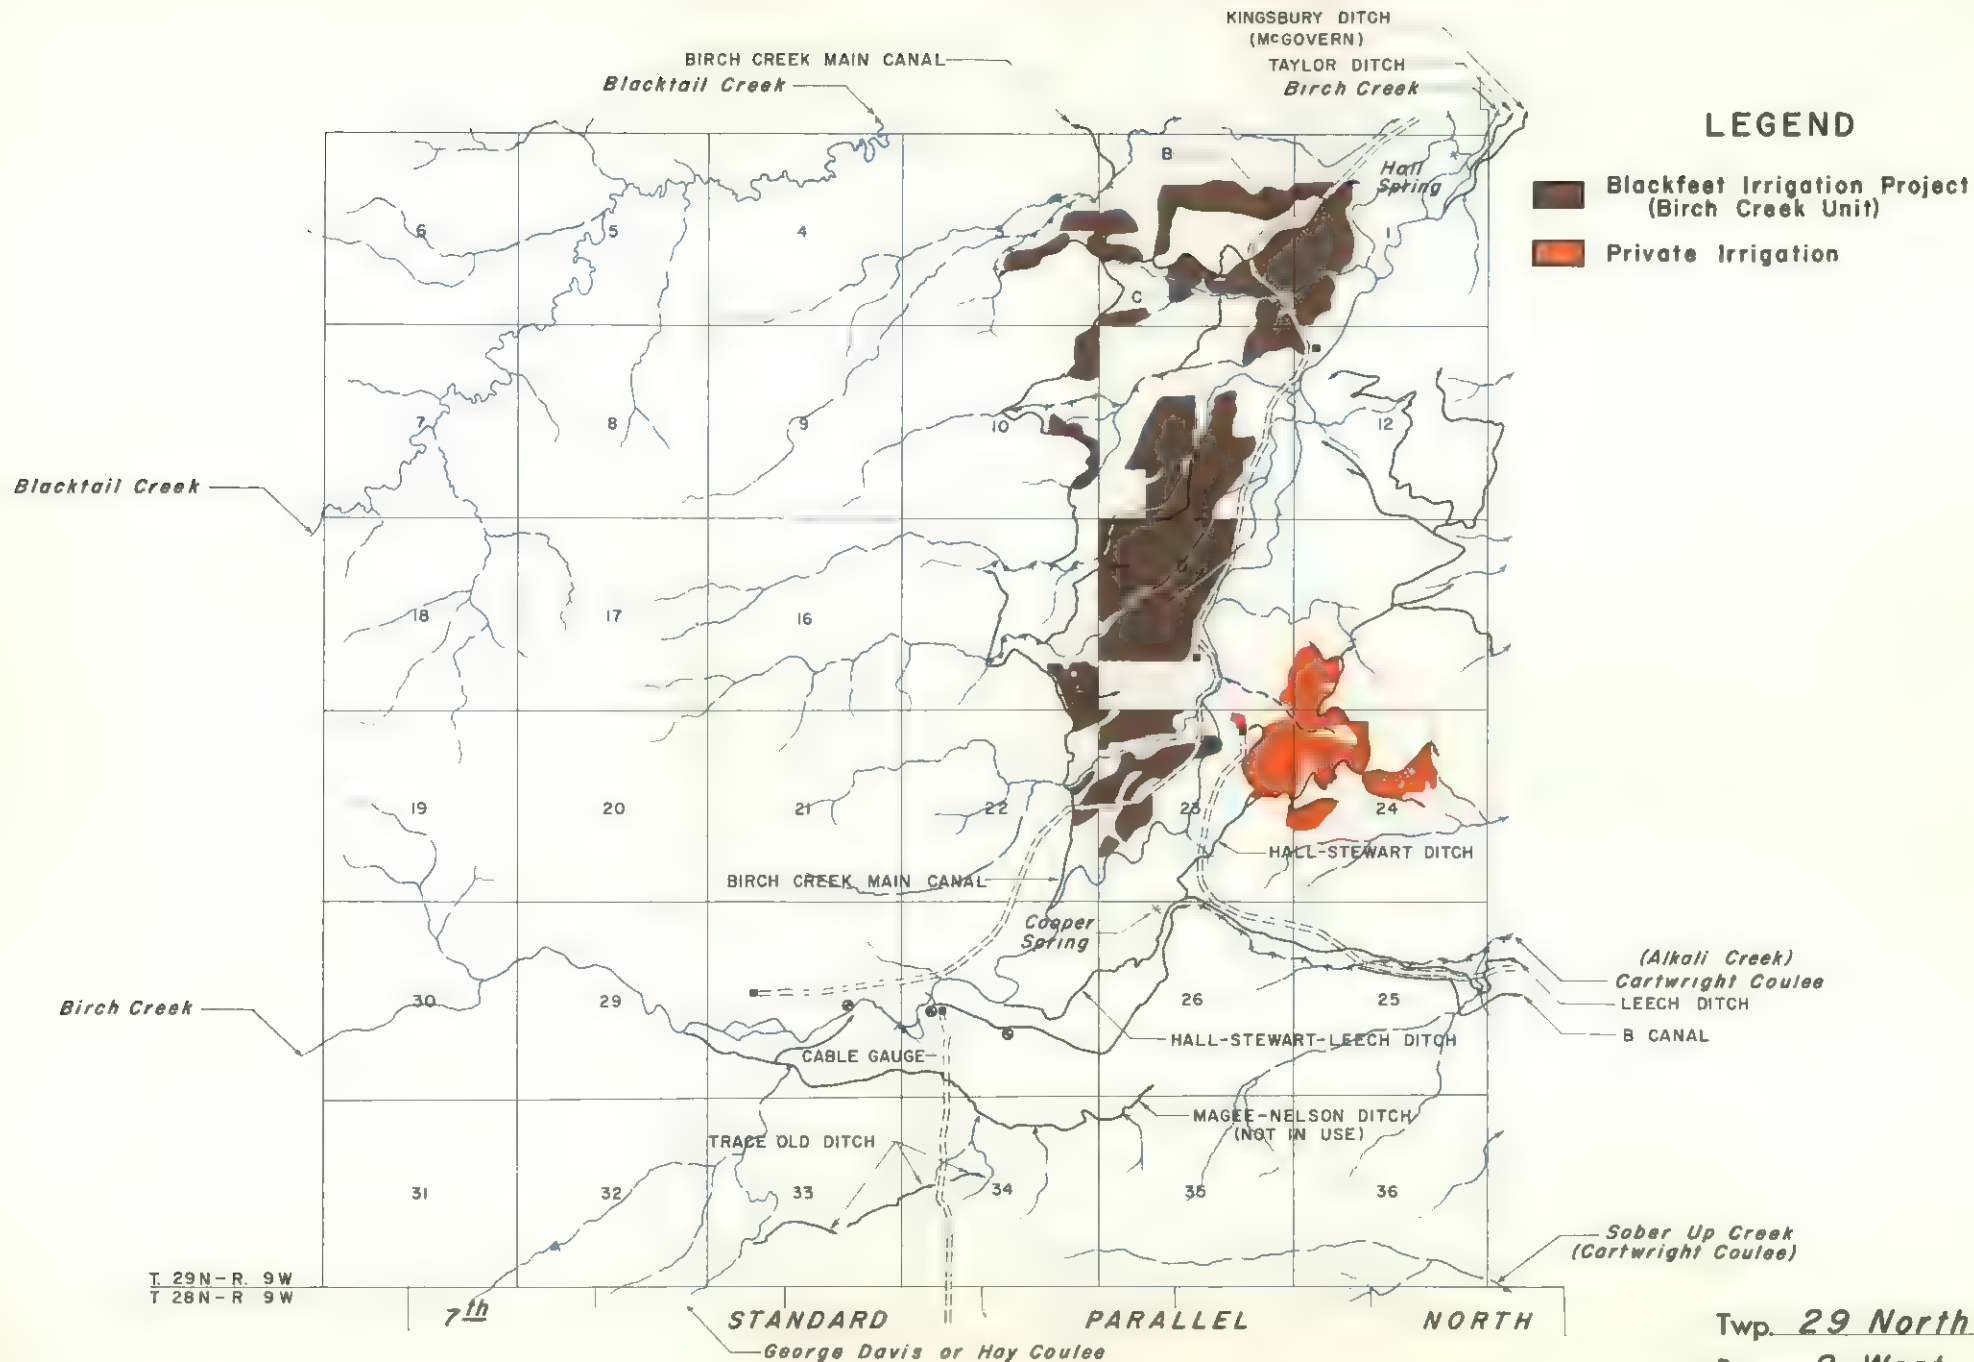 KINGSBURY DITCH
(McGOVERN)
BIRCH CREEK MAIN CANAL
TAYLOR DITCH
Blacktail Creek
Birch Creek
LEGEND
Blackfeet Irrigation Project
(Birch Creek Unit)
Private Irrigation
B
Hall
Spring
6
5
4
3
1
C
7
8
9
10
12
Blacktail Creek
18
17
16
19
20
21
22
23
24
HALL-STEWART DITCH
BIRCH CREEK MAIN CANAL
Cooper
Spring
(Alkali Creek)
Cartwright Coulee
LEECH DITCH
B CANAL
Birch Creek
30
29
26
25
HALL-STEWART-LEECH DITCH
CABLE GAUGE
MAGEE-NELSON DITCH
(NOT IN USE)
TRACE OLD DITCH
31
32
33
34
35
36
Sober Up Creek
(Cartwright Coulee)
T. 29N-R. 9W
T 28N-R 9W
7th STANDARD PARALLEL NORTH
George Davis or Hay Coulee
Twp. 29 North